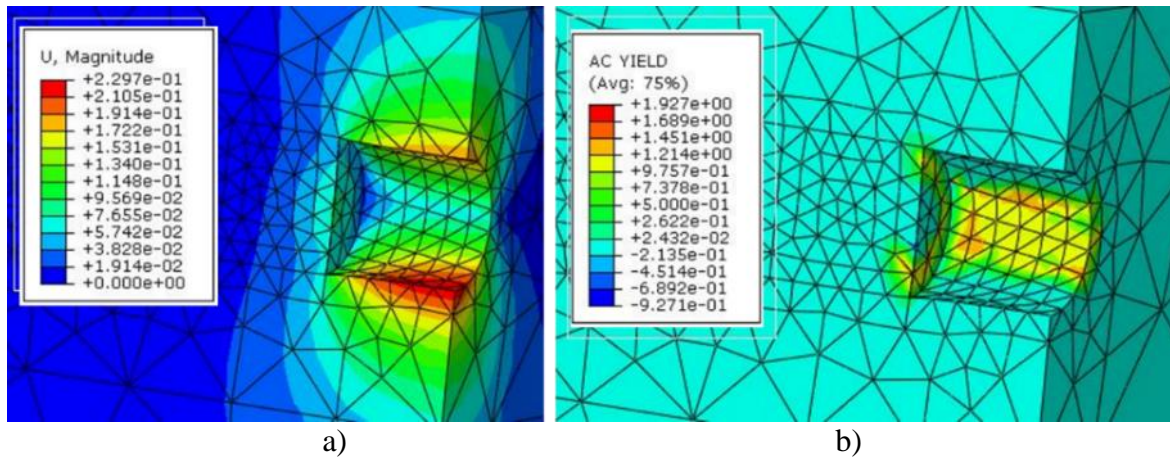 U, Magnitude
+2.297e-01
+2.105e-01
+1.914e-01
+1.722e-01
+1.531e-01
+1.340e-01
+1.148e-01
+9.569e-02
+7.655e-02
+5.742e-02
+3.828e-02
+1.914e-02
+0.000e+00
AC YIELD
(Avg: 75%)
+1.927e+00
+1.689e+00
+1.451e+00
+1.214e+00
+9.757e-01
+7.378e-01
+5.000e-01
+2.622e-01
+2.432e-02
-2.135e-01
-4.514e-01
-6.892e-01
-9.271e-01
a)
b)